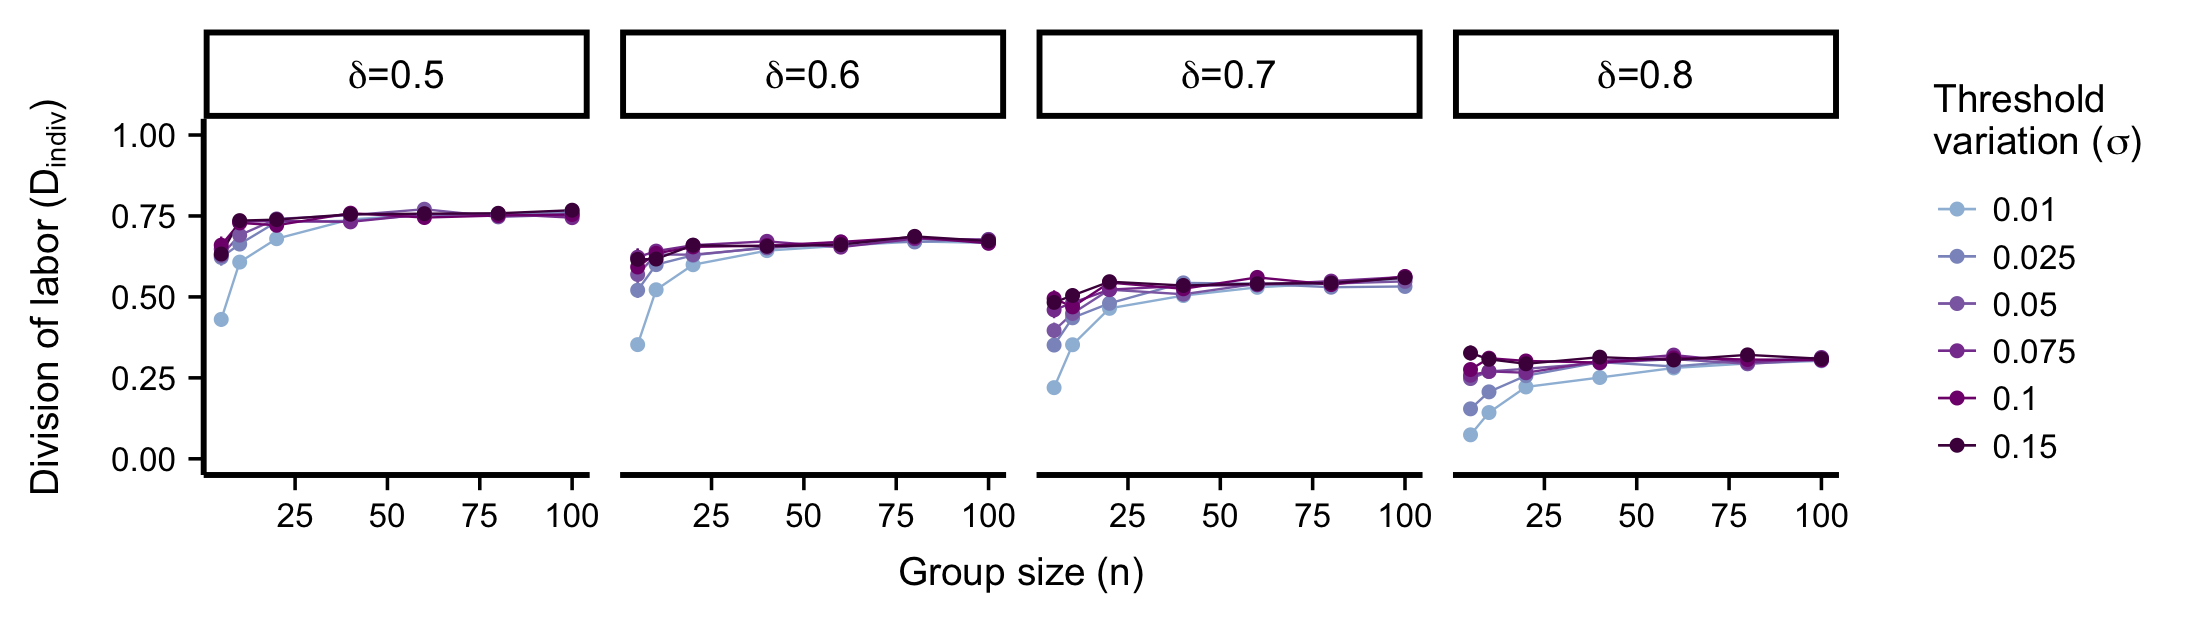 δ=0.5
δ=0.6
δ=0.7
δ=0.8
Division of labor (Dindiv)
1.00
0.75
0.50
0.25
0.00
25 50 75 100
25 50 75 100
25 50 75 100
25 50 75 100
Group size (n)
Threshold
variation (σ)
0.01
0.025
0.05
0.075
0.1
0.15